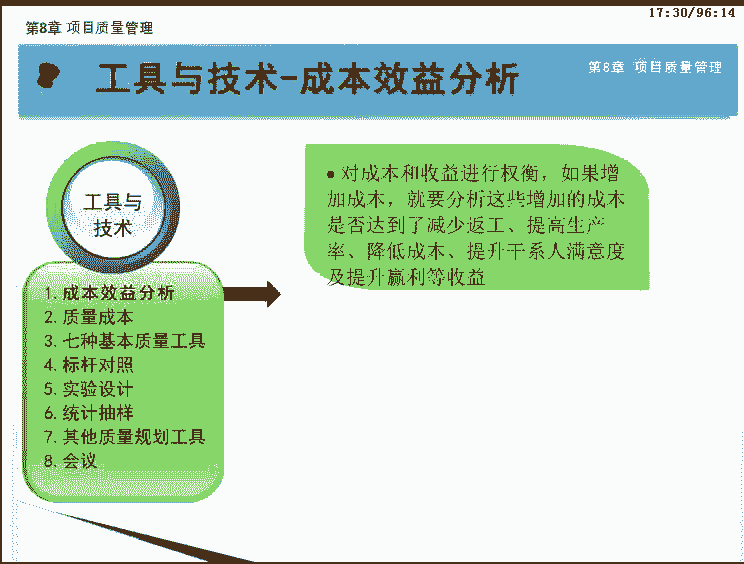 17:30/96:14
第8章 项目质量管理
工具与技术-成本效益分析
第8章 项目质量管理
工具与
技术
1.成本效益分析
2.质量成本
3.七种基本质量工具
4.标杆对照
5.实验设计
6.统计抽样
7.其他质量规划工具
8.会议
●对成本和收益进行权衡，如果增
加成本，就要分析这些增加的成本
是否达到了减少返工、提高生产
率、降低成本、提升干系人满意度
及提升赢利等收益